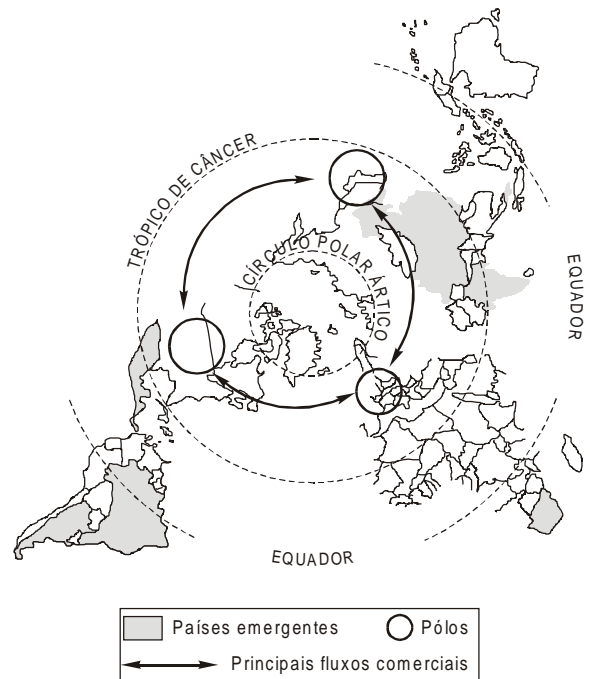 TRÓPICO DE CÂNCER
CÍRCULO POLAR ÁRTICO
EQUADOR
EQUADOR
Países emergentes
Pólos
Principais fluxos comerciais